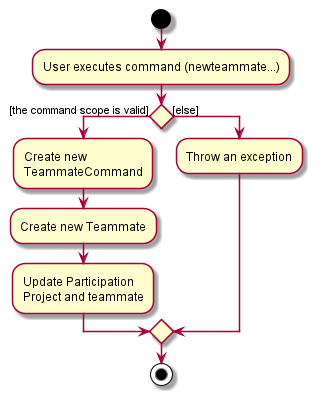 User executes command (newteammate...)
[the command scope is valid]
[else]
Create new
TeammateCommand
Throw an exception
Create new Teammate
Update Participation
Project and teammate